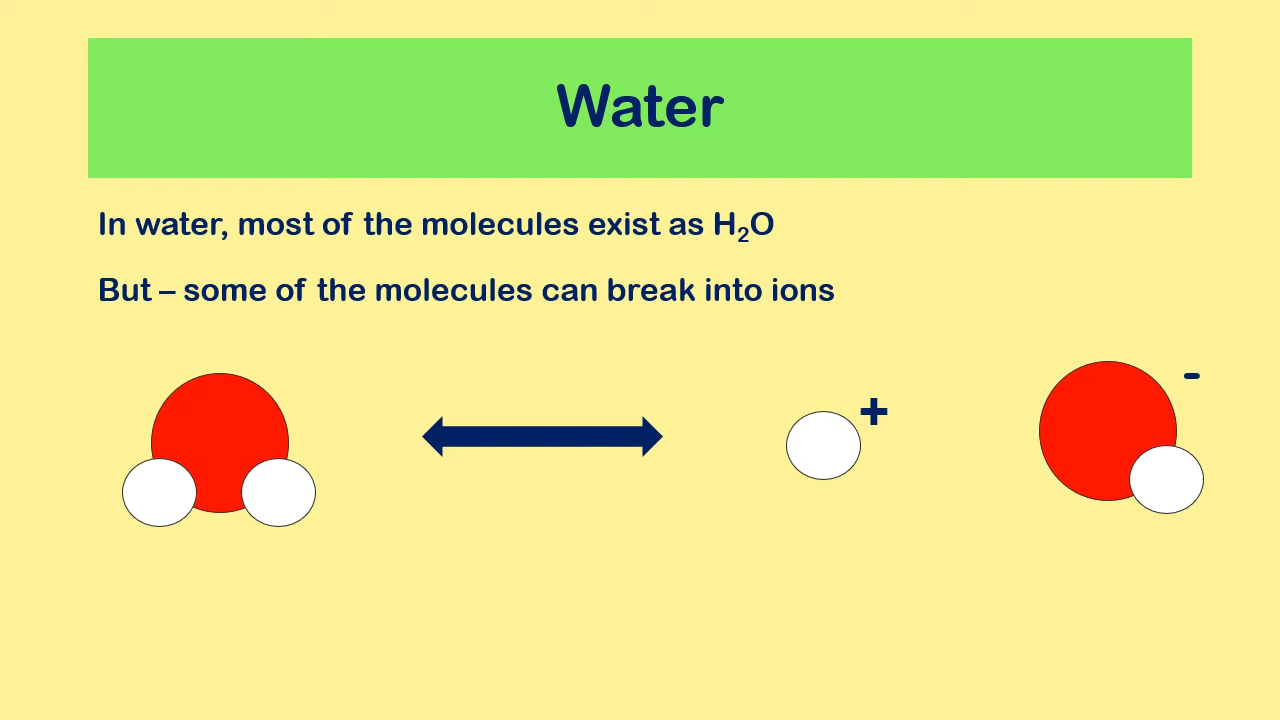 Water
In water, most of the molecules exist as H₂O
But – some of the molecules can break into ions
+
-